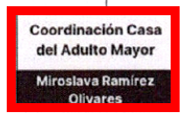 Coordinación Casa
del Adulto Mayor
Miroslava Ramírez
Olivares